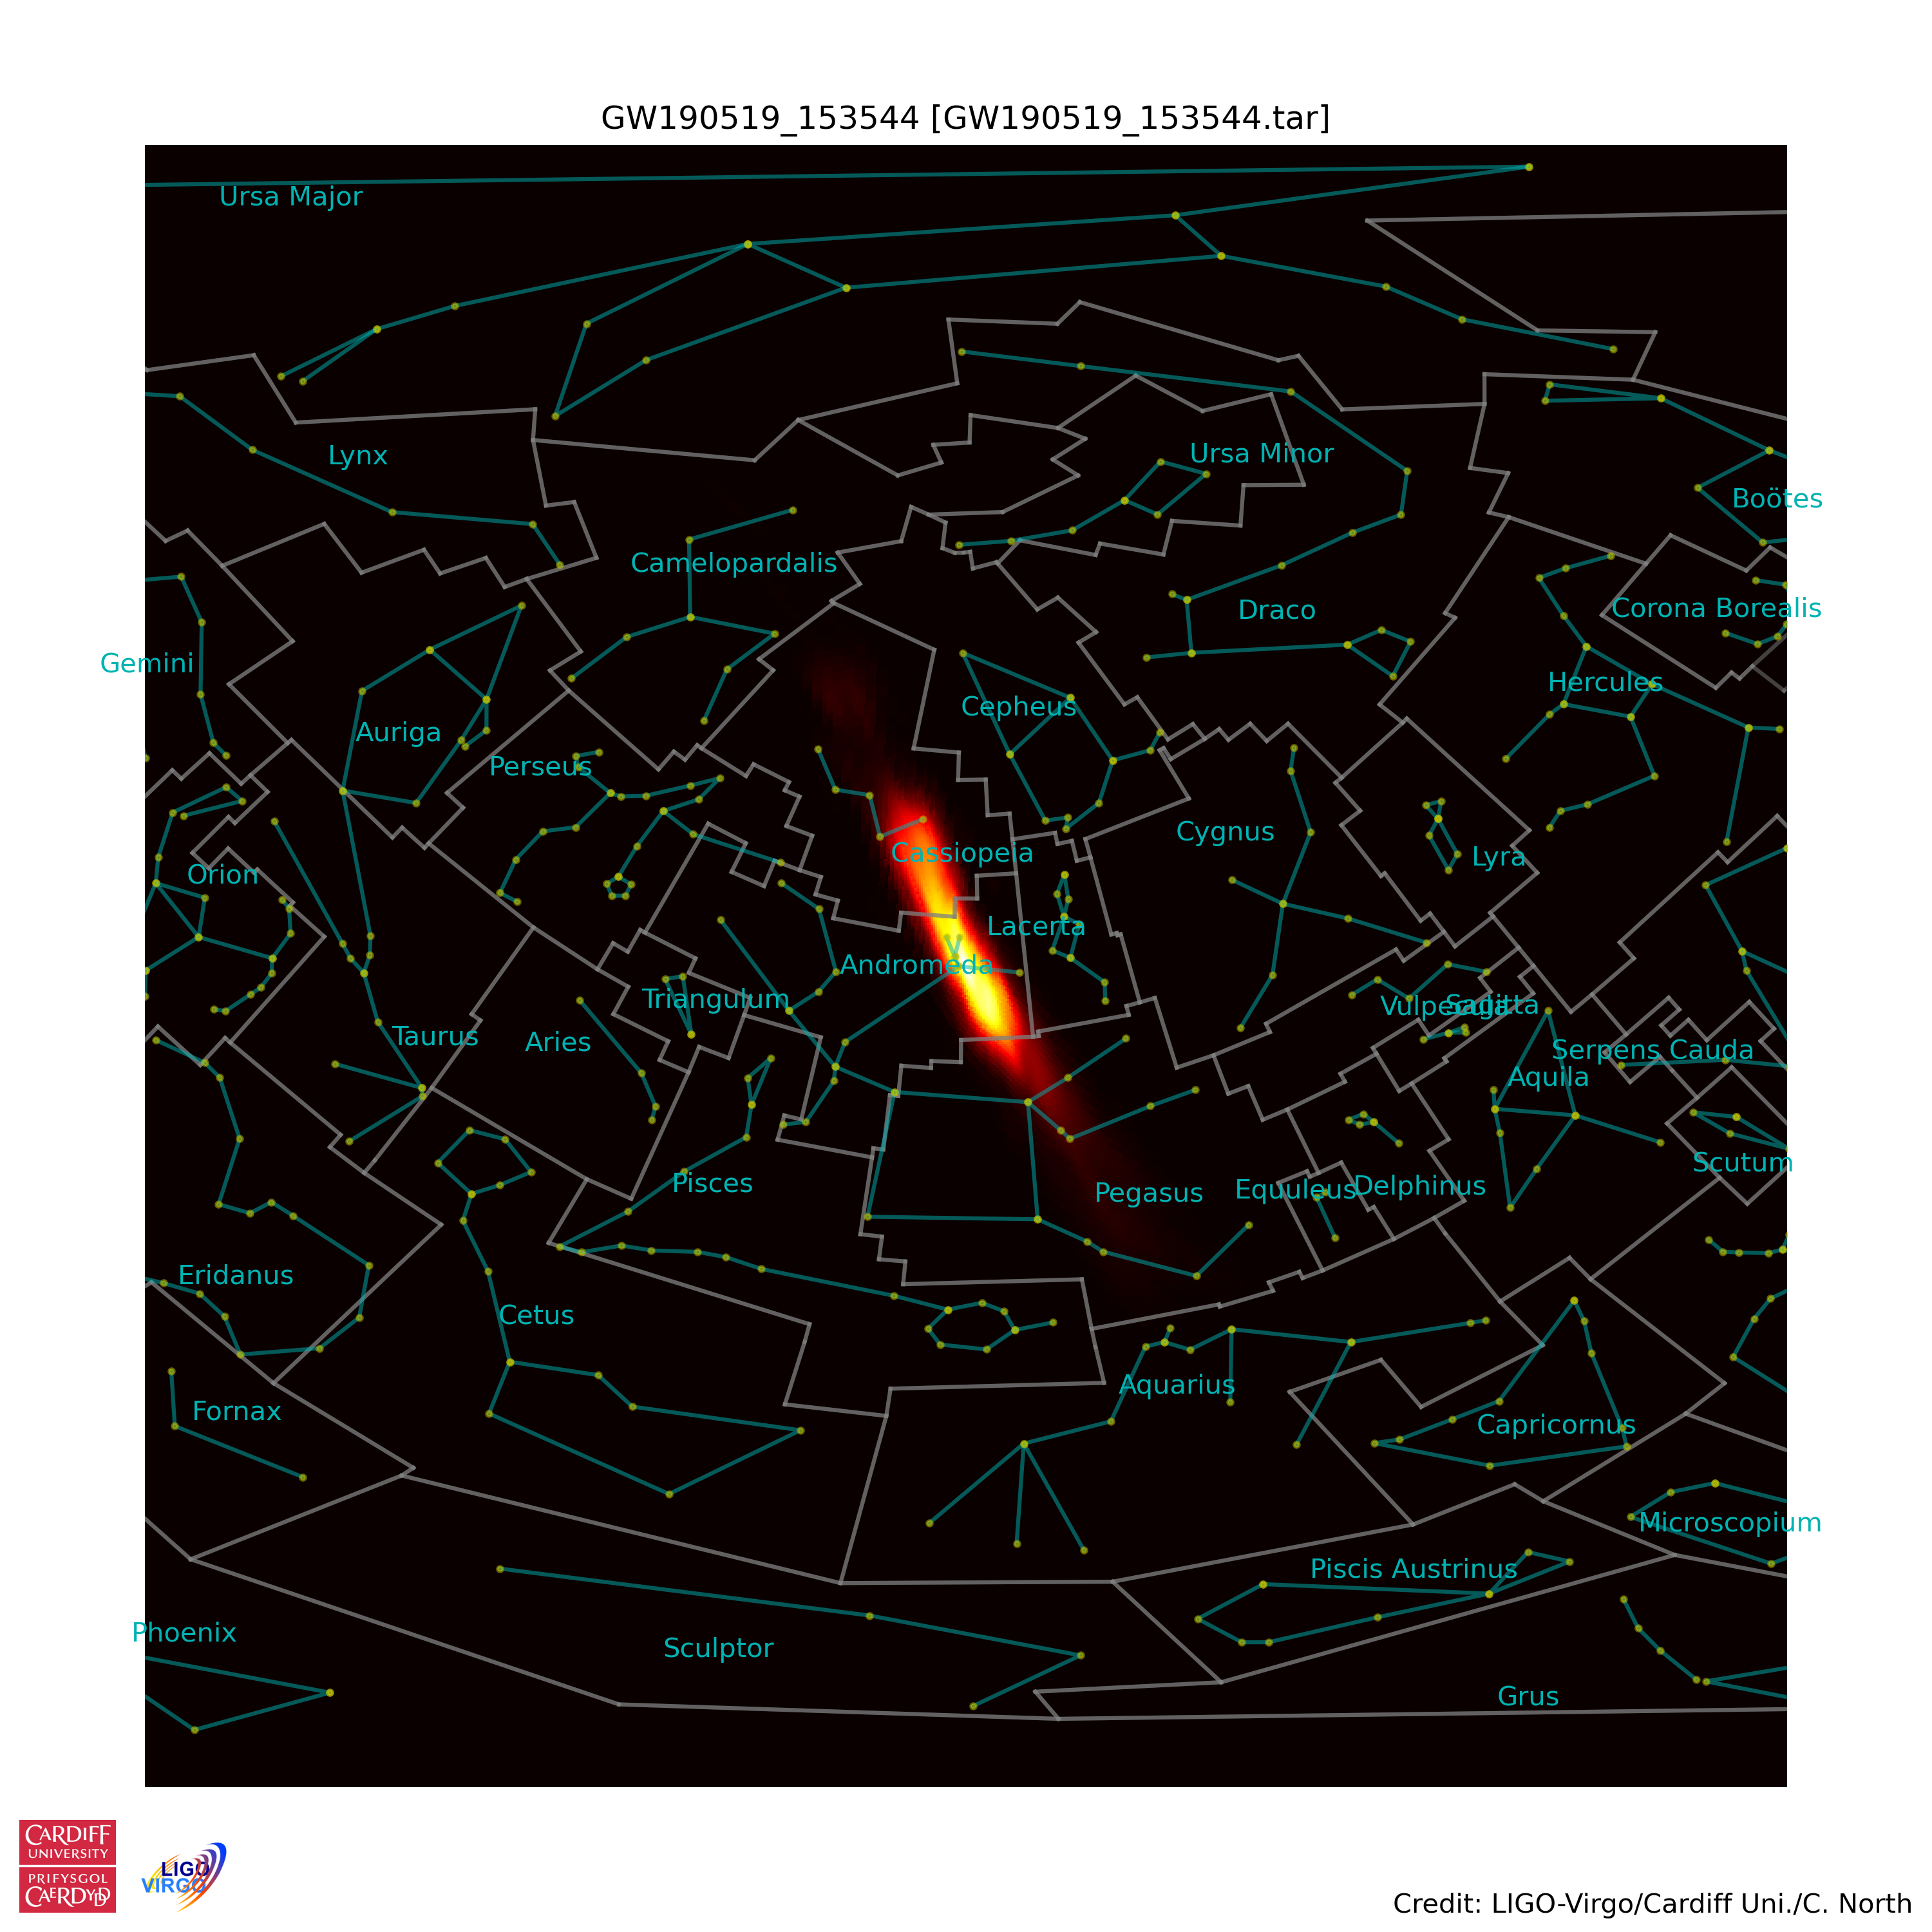 GW190519_153544 [GW190519_153544.tar]
Ursa Major
Lynx
Ursa Minor
Boötes
Camelopardalis
Draco
Corona Borealis
Gemini
Hercules
Cepheus
Auriga
Perseus
Cygnus
Cassiopeia
Lyra
Orion
Lacerta
Andromeda
Triangulum
Vulpecula
Sagitta
Taurus
Aries
Serpens Cauda
Aquila
Scutum
Pisces
Pegasus
Equuleus
Delphinus
Eridanus
Cetus
Aquarius
Fornax
Capricornus
Microscopium
Piscis Austrinus
Phoenix
Sculptor
Grus
CARDIFF
UNIVERSITY
PRIFYSGOL
CAERDYDD
LIGO
VIRGO
Credit: LIGO-Virgo/Cardiff Uni./C. North